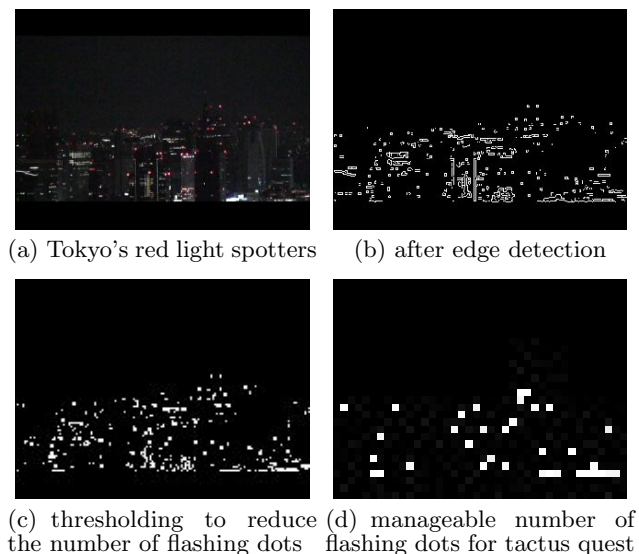 (a) Tokyo's red light spotters
(b) after edge detection
(c) thresholding to reduce
the number of flashing dots
(d) manageable number of
flashing dots for tactus quest